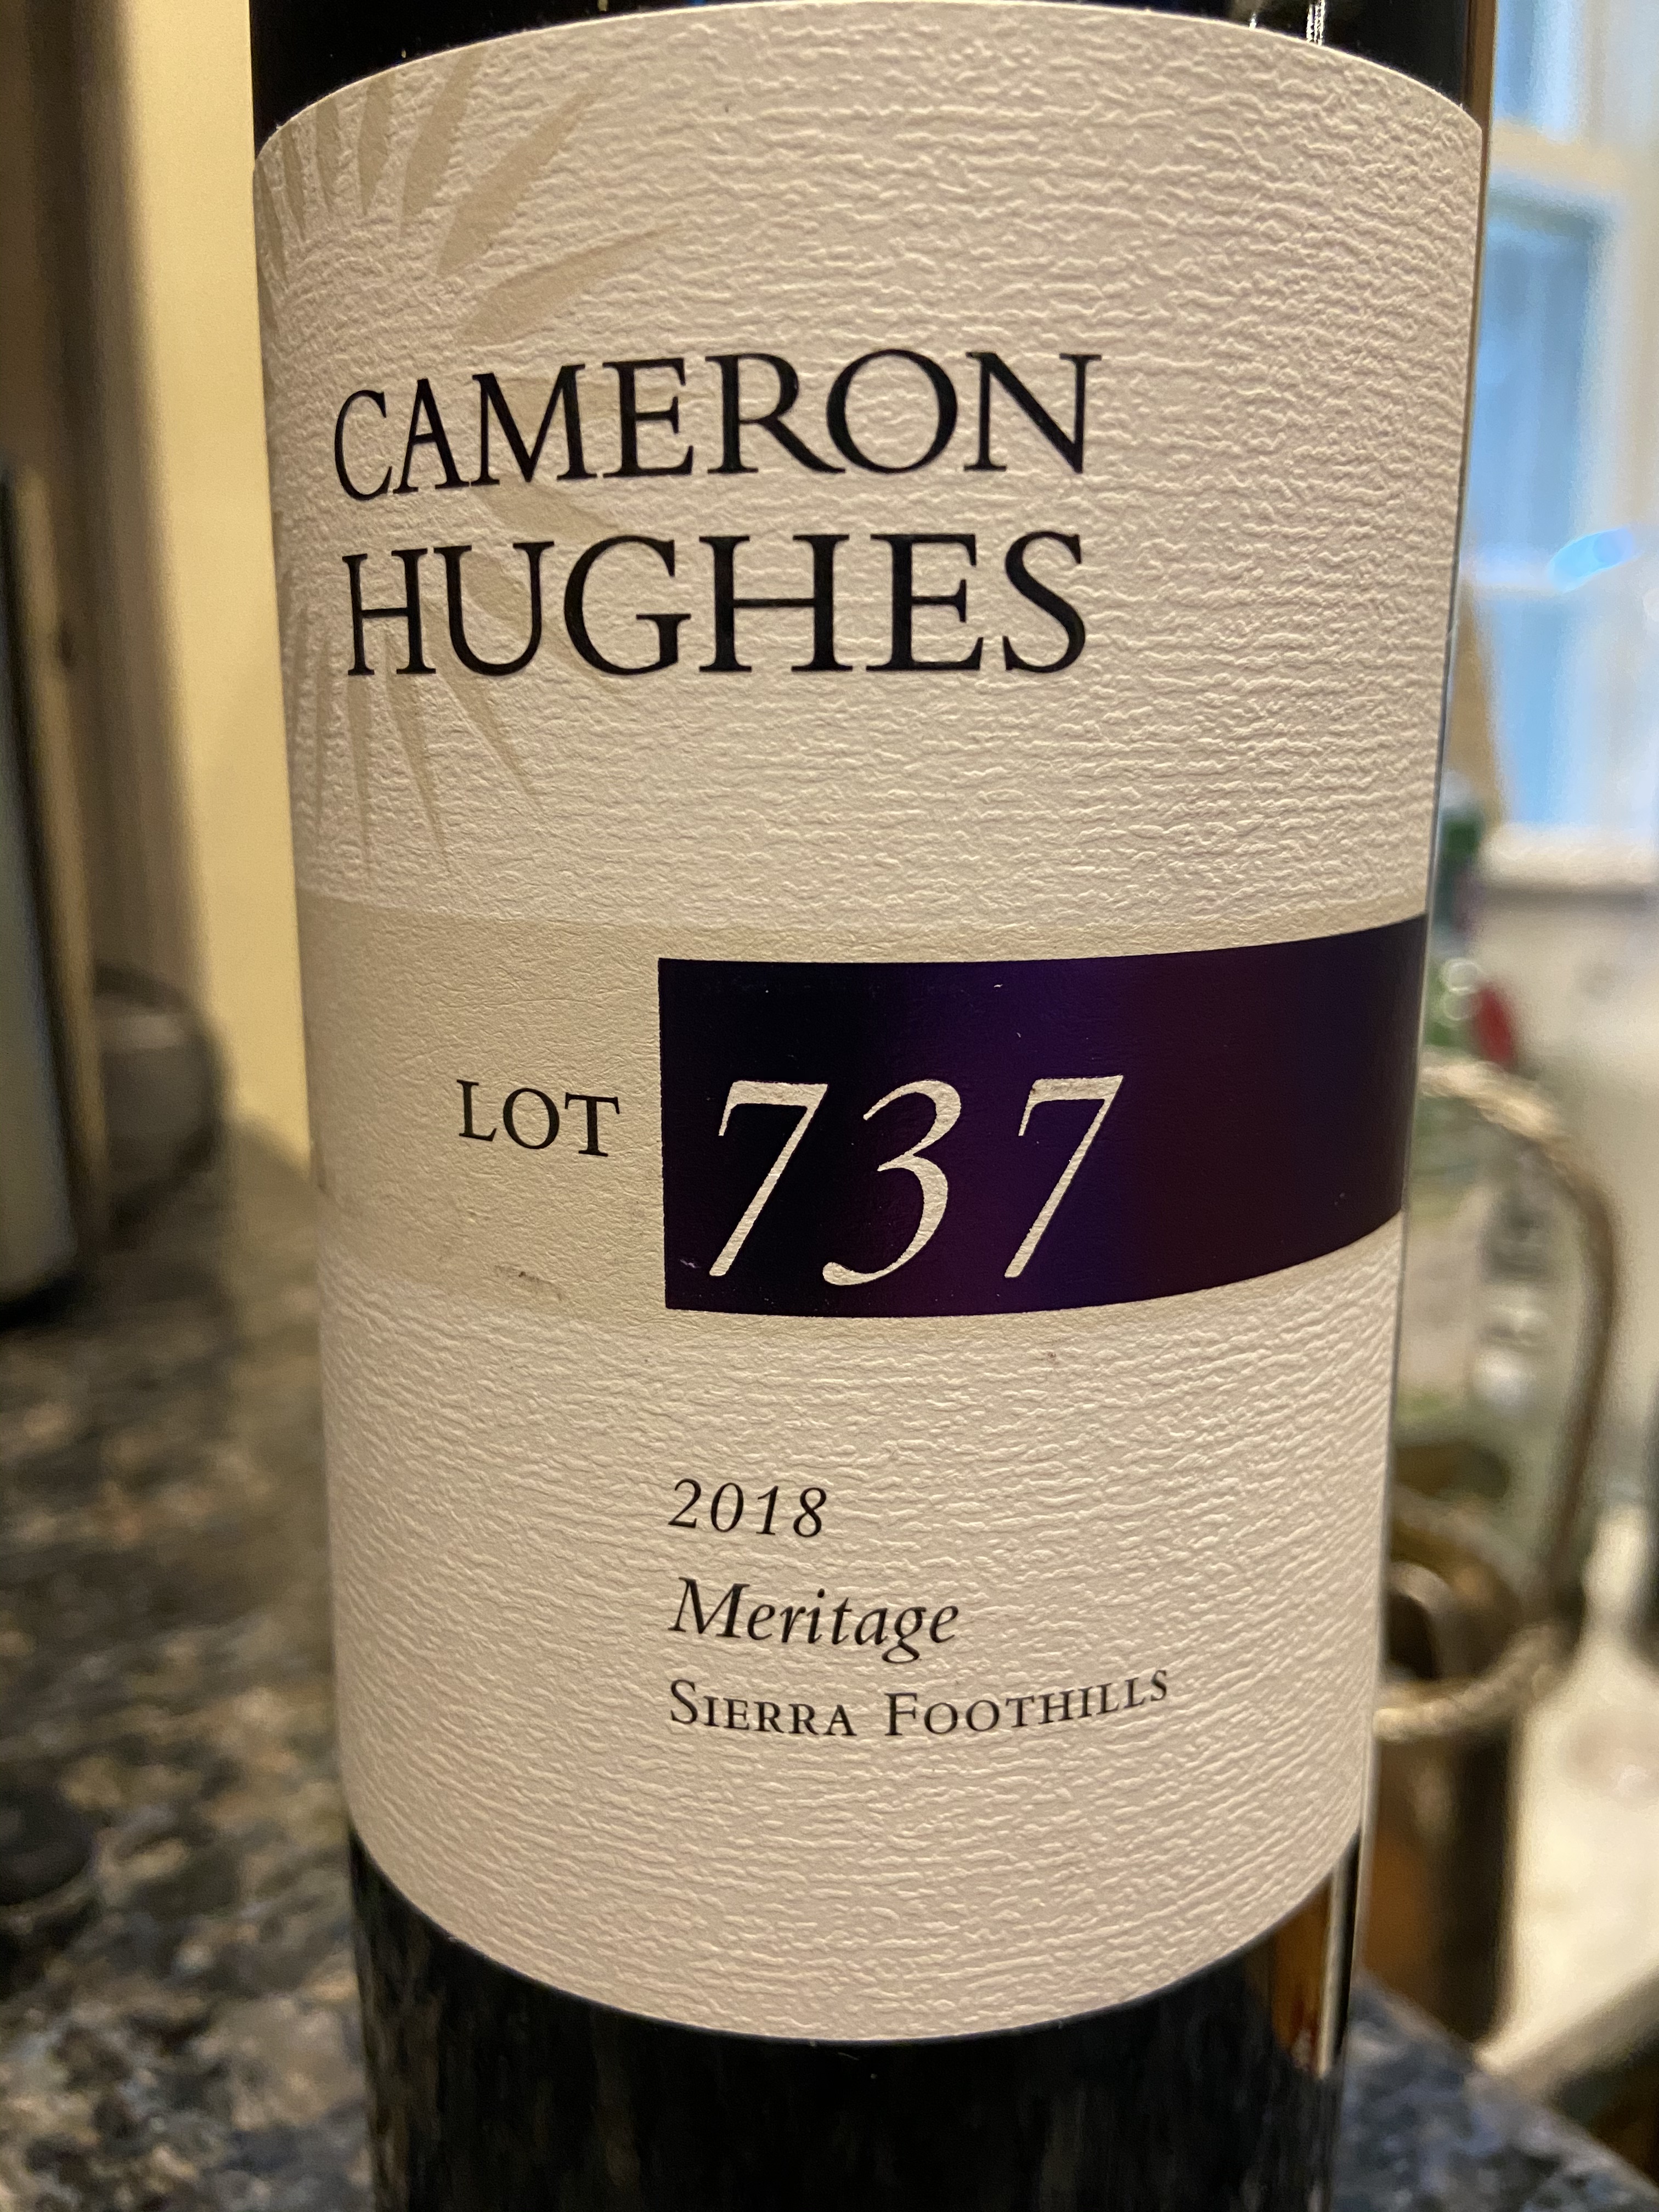 CAMERON
HUGHES
LOT 737
2018
Meritage
SIERRA FOOTHILLS